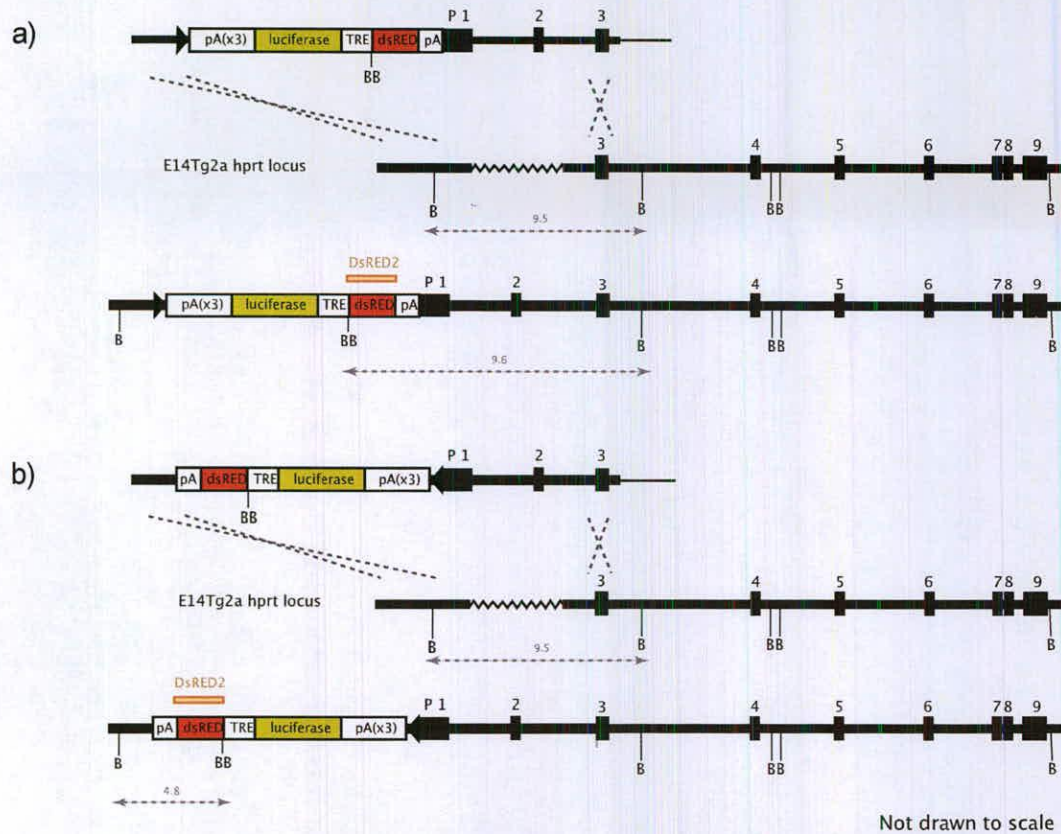 a)
P 1 2 3
pA(x3) luciferase TRE dsRED pA
BB
E14Tg2a hprt locus
3 4 5 6 7 8 9
B B BB B
9.5
DsRED2
P 1 2 3 4 5 6 7 8 9
pA(x3) luciferase TRE dsRED pA
B BB B BB B
9.6
b)
P 1 2 3
pA dsRED TRE luciferase pA(x3)
BB
E14Tg2a hprt locus
3 4 5 6 7 8 9
B B BB B
9.5
DsRED2
P 1 2 3 4 5 6 7 8 9
pA dsRED TRE luciferase pA(x3)
B BB B BB B
4.8
Not drawn to scale